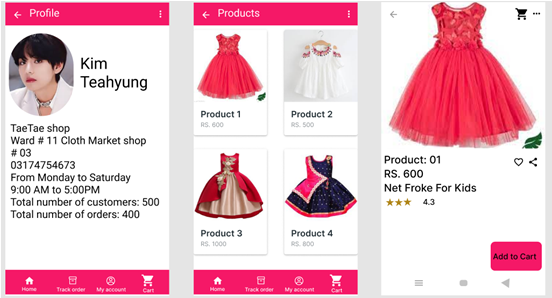 Profile
Kim
Teahyung
TaeTae shop
Ward # 11 Cloth Market shop
# 03
03174754673
From Monday to Saturday
9:00 AM to 5:00PM
Total number of customers: 500
Total number of orders: 400
Home
Track order
My account
Cart
Products
Product 1
RS. 600
Product 2
RS. 500
Product 3
RS. 1000
Product 4
RS. 800
Home
Track order
My account
Cart
Product: 01
RS. 600
Net Froke For Kids
4.3
Add to Cart